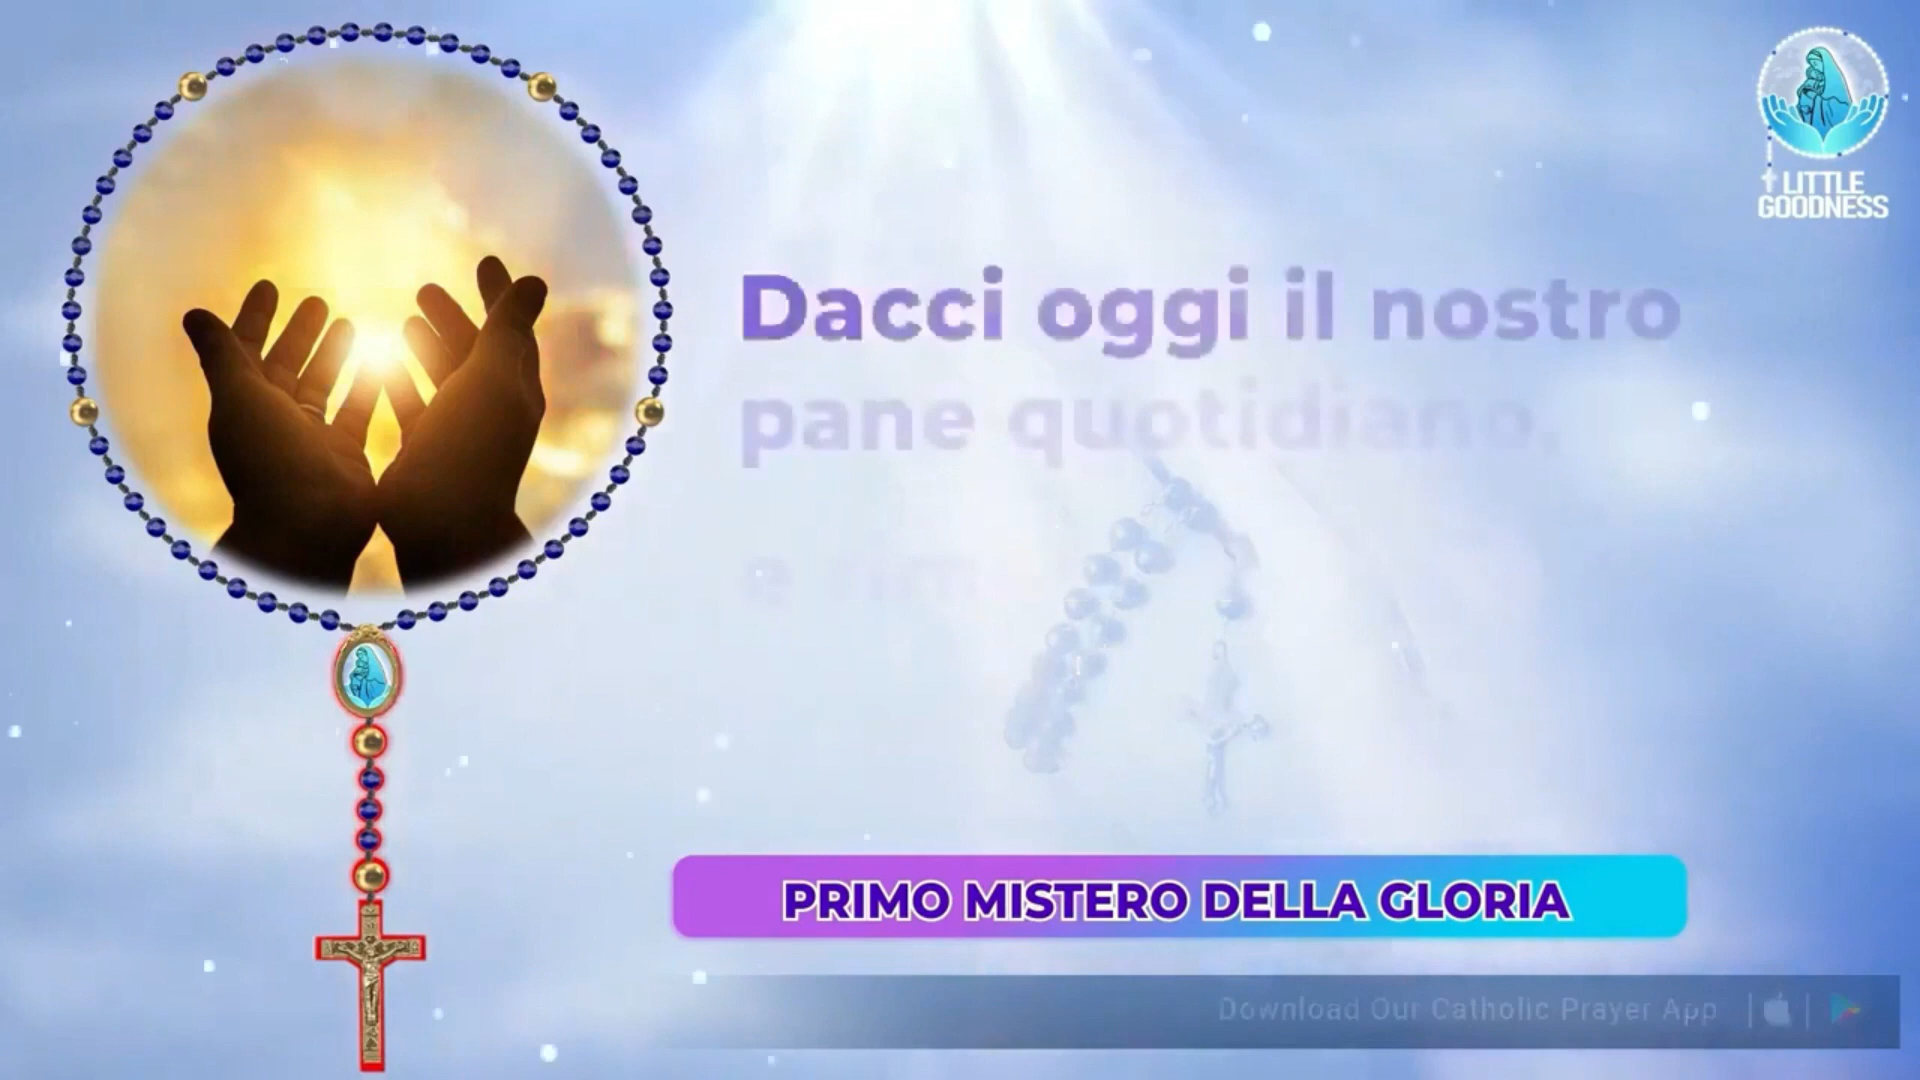 LITTLE
GOODNESS
Dacci oggi il nostro
pane quotidiano,
e
PRIMO MISTERO DELLA GLORIA
Download Our Catholic Prayer App